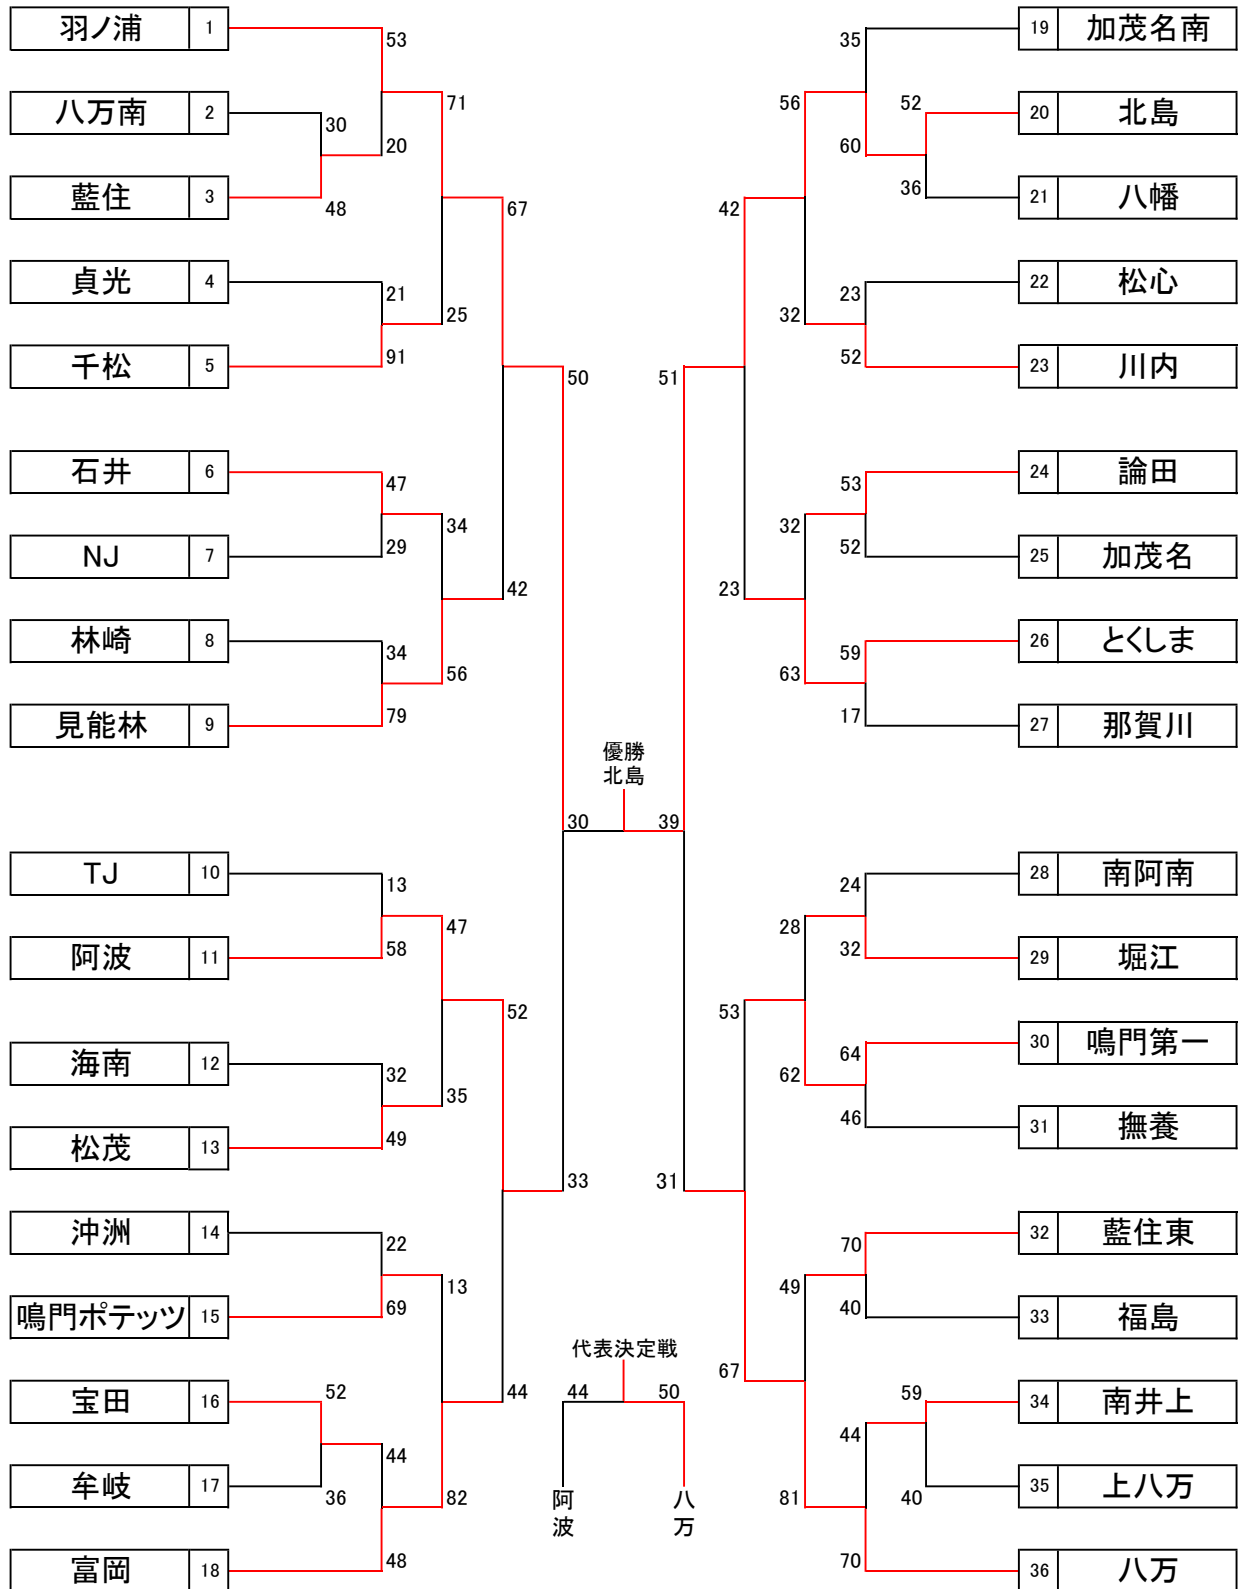 羽ノ浦 1 53 35 19 加茂名南
71 56
八万南 2 30 52 20 北島
20 60
藍住 3 48 36 21 八幡
67 42
貞光 4 21 23 22 松心
25 32
千松 5 91 52 23 川内
50 51
石井 6 47 53 24 論田
34 32
NJ 7 29 52 25 加茂名
42 23
林崎 8 34 59 26 とくしま
56 63
見能林 9 79 17 27 那賀川
優勝
北島
30 39
TJ 10 13 24 28 南阿南
47 28
阿波 11 58 32 29 堀江
52 53
海南 12 32 64 30 鳴門第一
35 62
松茂 13 49 46 31 撫養
33 31
沖洲 14 22 70 32 藍住東
13 49
鳴門ポテッツ 15 69 40 33 福島
代表決定戦
67
宝田 16 52 44 44 50 59 34 南井上
44 44
牟岐 17 36 40 35 上八万
82 81
阿波 八万
富岡 18 48 70 36 八万